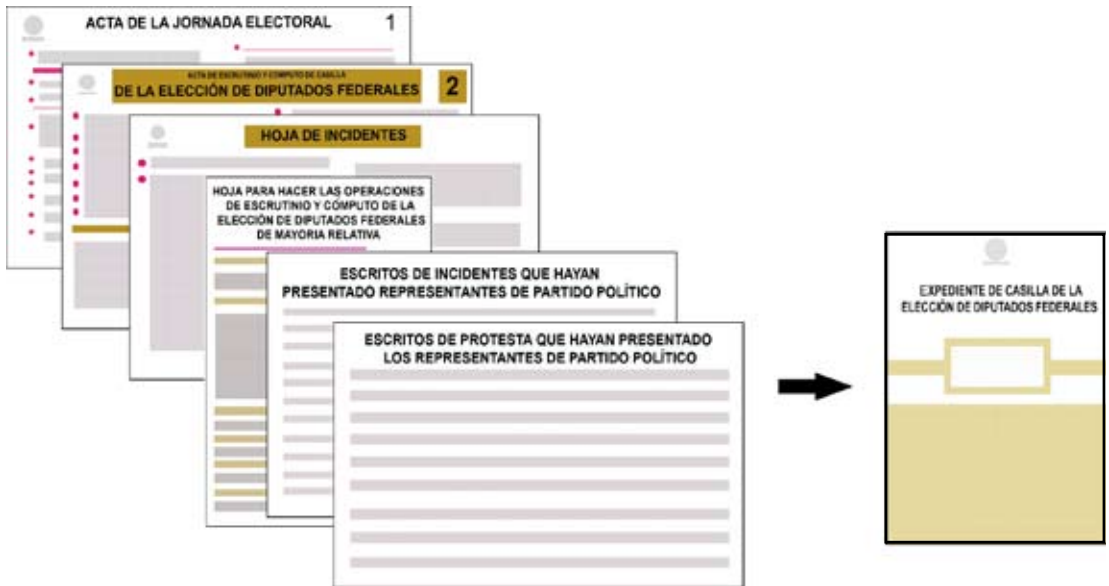 ACTA DE LA JORNADA ELECTORAL
1
ACTA DE ESCRUTINIO Y CÓMPUTO DE CASILLA
DE LA ELECCIÓN DE DIPUTADOS FEDERALES
2
HOJA DE INCIDENTES
HOJA PARA HACER LAS OPERACIONES
DE ESCRUTINIO Y CÓMPUTO DE LA
ELECCIÓN DE DIPUTADOS FEDERALES
DE MAYORIA RELATIVA
ESCRITOS DE INCIDENTES QUE HAYAN
PRESENTADO REPRESENTANTES DE PARTIDO POLÍTICO
ESCRITOS DE PROTESTA QUE HAYAN PRESENTADO
LOS REPRESENTANTES DE PARTIDO POLÍTICO
EXPEDIENTE DE CASILLA DE LA
ELECCIÓN DE DIPUTADOS FEDERALES